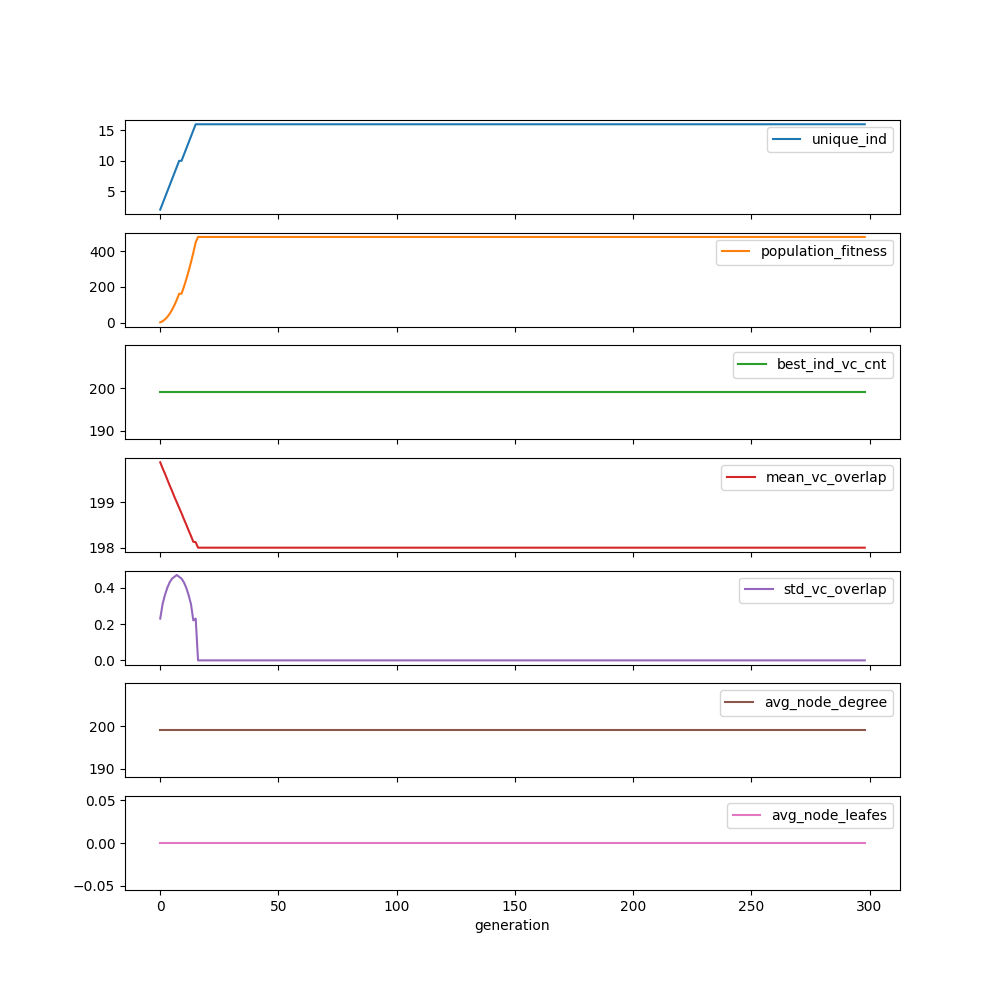 15
10
5
unique_ind
400
200
0
population_fitness
200
190
best_ind_vc_cnt
199
198
mean_vc_overlap
0.4
0.2
0.0
std_vc_overlap
200
190
avg_node_degree
0.05
0.00
−0.05
avg_node_leafes
0 50 100 150 200 250 300
generation